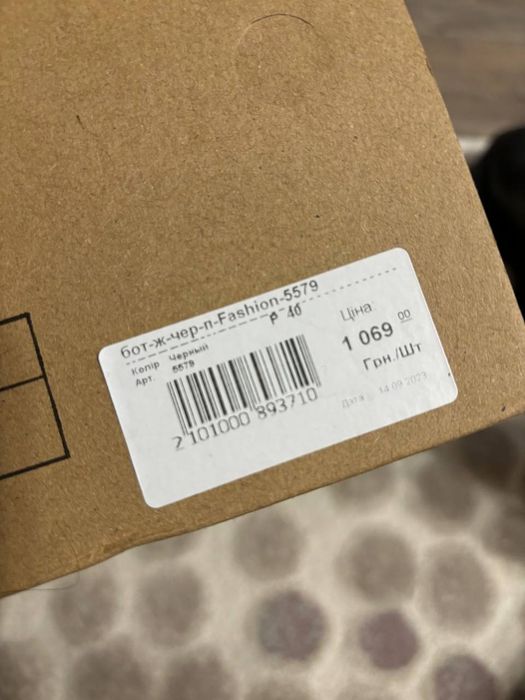 бот-ж-чер-п-Fashion-5579
р-40
Колір Черный
Арт. 5579
2 101000 893710
Ціна
1 069 00
Грн./Шт
Дата: 14.09.2023